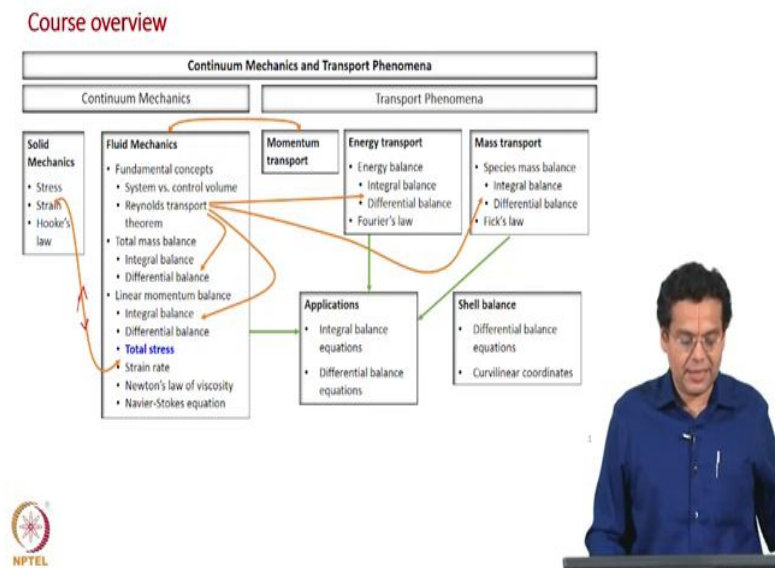 Course overview
Continuum Mechanics and Transport Phenomena
Continuum Mechanics
Transport Phenomena
Solid
Mechanics
• Stress
• Strain
• Hooke's
law
Fluid Mechanics
• Fundamental concepts
• System vs. control volume
• Reynolds transport
theorem
• Total mass balance
• Integral balance
• Differential balance
• Linear momentum balance
• Integral balance
• Differential balance
• Total stress
• Strain rate
• Newton's law of viscosity
• Navier-Stokes equation
Momentum
transport
Energy transport
• Energy balance
• Integral balance
• Differential balance
• Fourier's law
Mass transport
• Species mass balance
• Integral balance
• Differential balance
• Fick's law
Applications
• Integral balance
equations
• Differential balance
equations
Shell balance
• Differential balance
equations
• Curvilinear coordinates
1
NPTEL